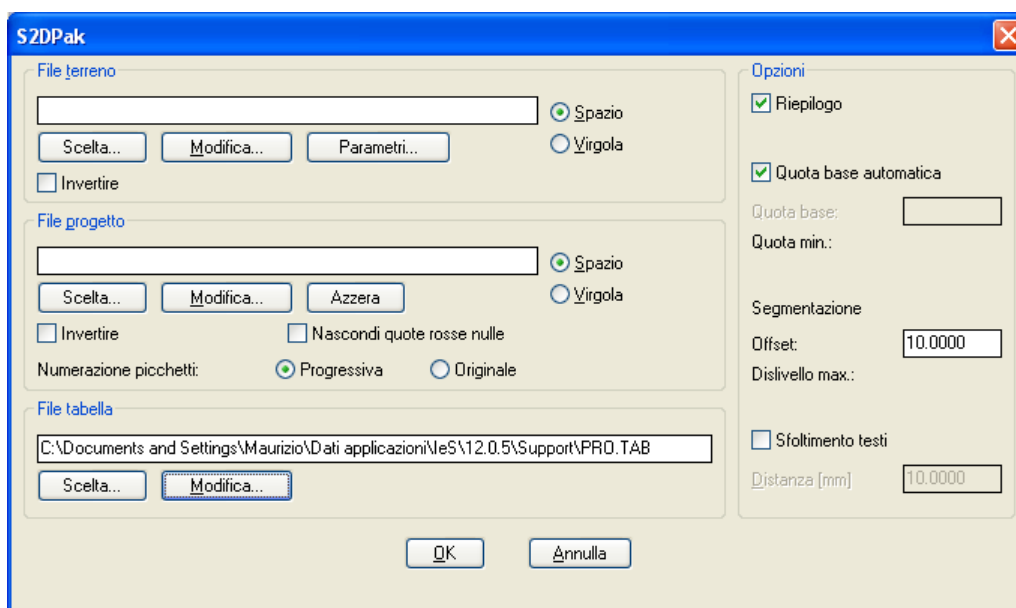 S2DPak
File terreno
Spazio
Scelta... Modifica... Parametri... Virgola
Invertire
File progetto
Spazio
Scelta... Modifica... Azzera Virgola
Invertire Nascondi quote rosse nulle
Numerazione picchetti: Progressiva Originale
File tabella
C:\Documents and Settings\Maurizio\Dati applicazioni\IeS\12.0.5\Support\PRO.TAB
Scelta... Modifica...
Opzioni
Riepilogo
Quota base automatica
Quota base:
Quota min.:
Segmentazione
Offset: 10.0000
Dislivello max.:
Sfoltimento testi
Distanza [mm] 10.0000
OK Annulla